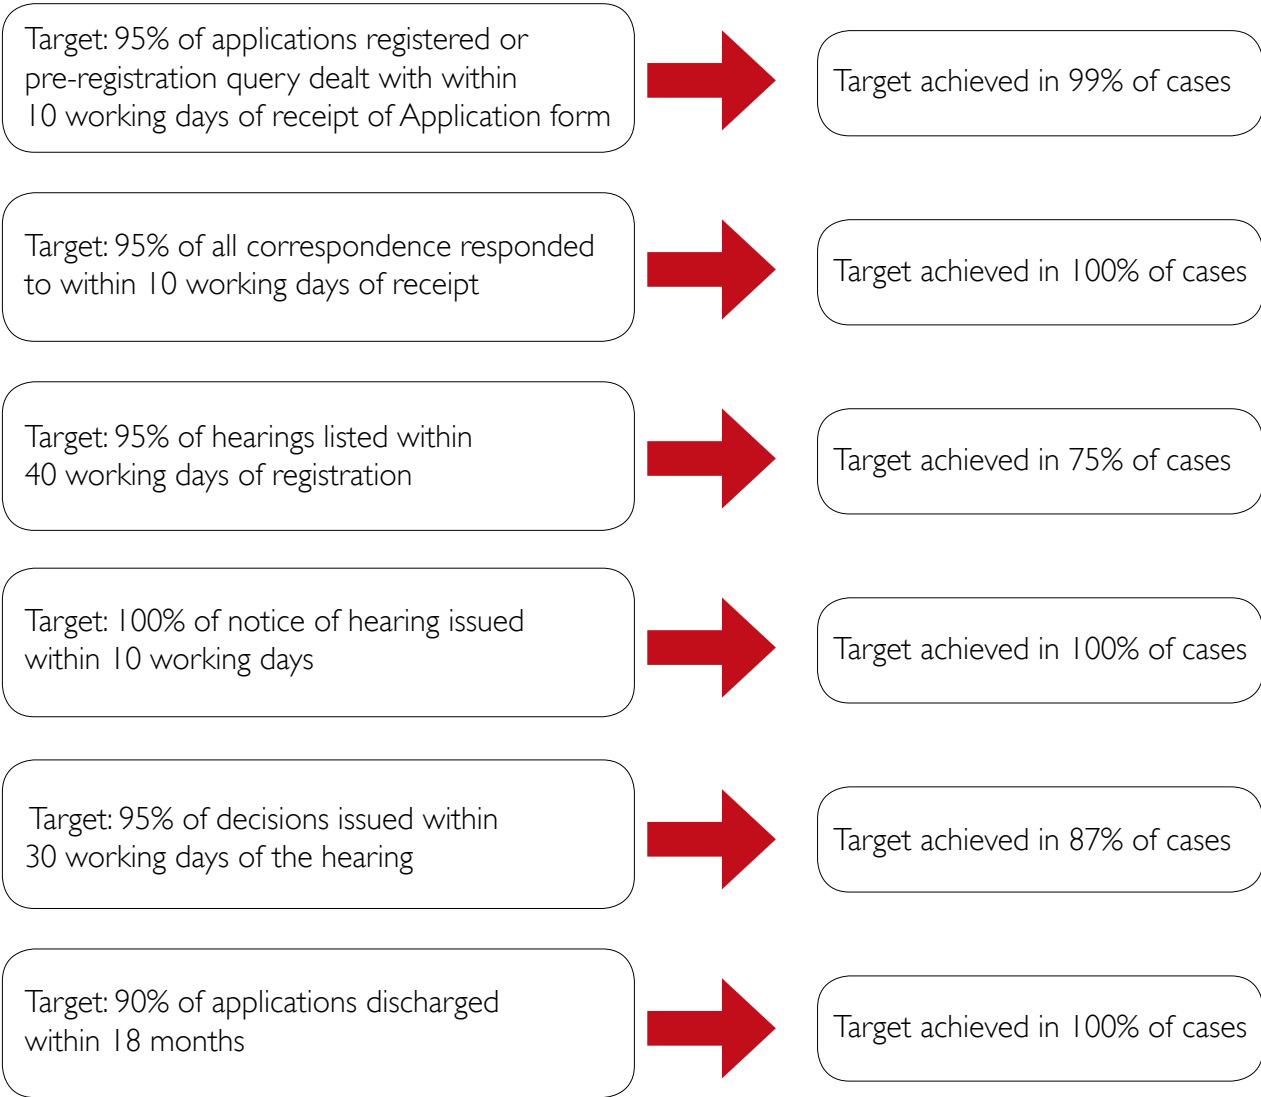 Target: 95% of applications registered or
pre-registration query dealt with within
10 working days of receipt of Application form
Target achieved in 99% of cases
Target: 95% of all correspondence responded
to within 10 working days of receipt
Target achieved in 100% of cases
Target: 95% of hearings listed within
40 working days of registration
Target achieved in 75% of cases
Target: 100% of notice of hearing issued
within 10 working days
Target achieved in 100% of cases
Target: 95% of decisions issued within
30 working days of the hearing
Target achieved in 87% of cases
Target: 90% of applications discharged
within 18 months
Target achieved in 100% of cases